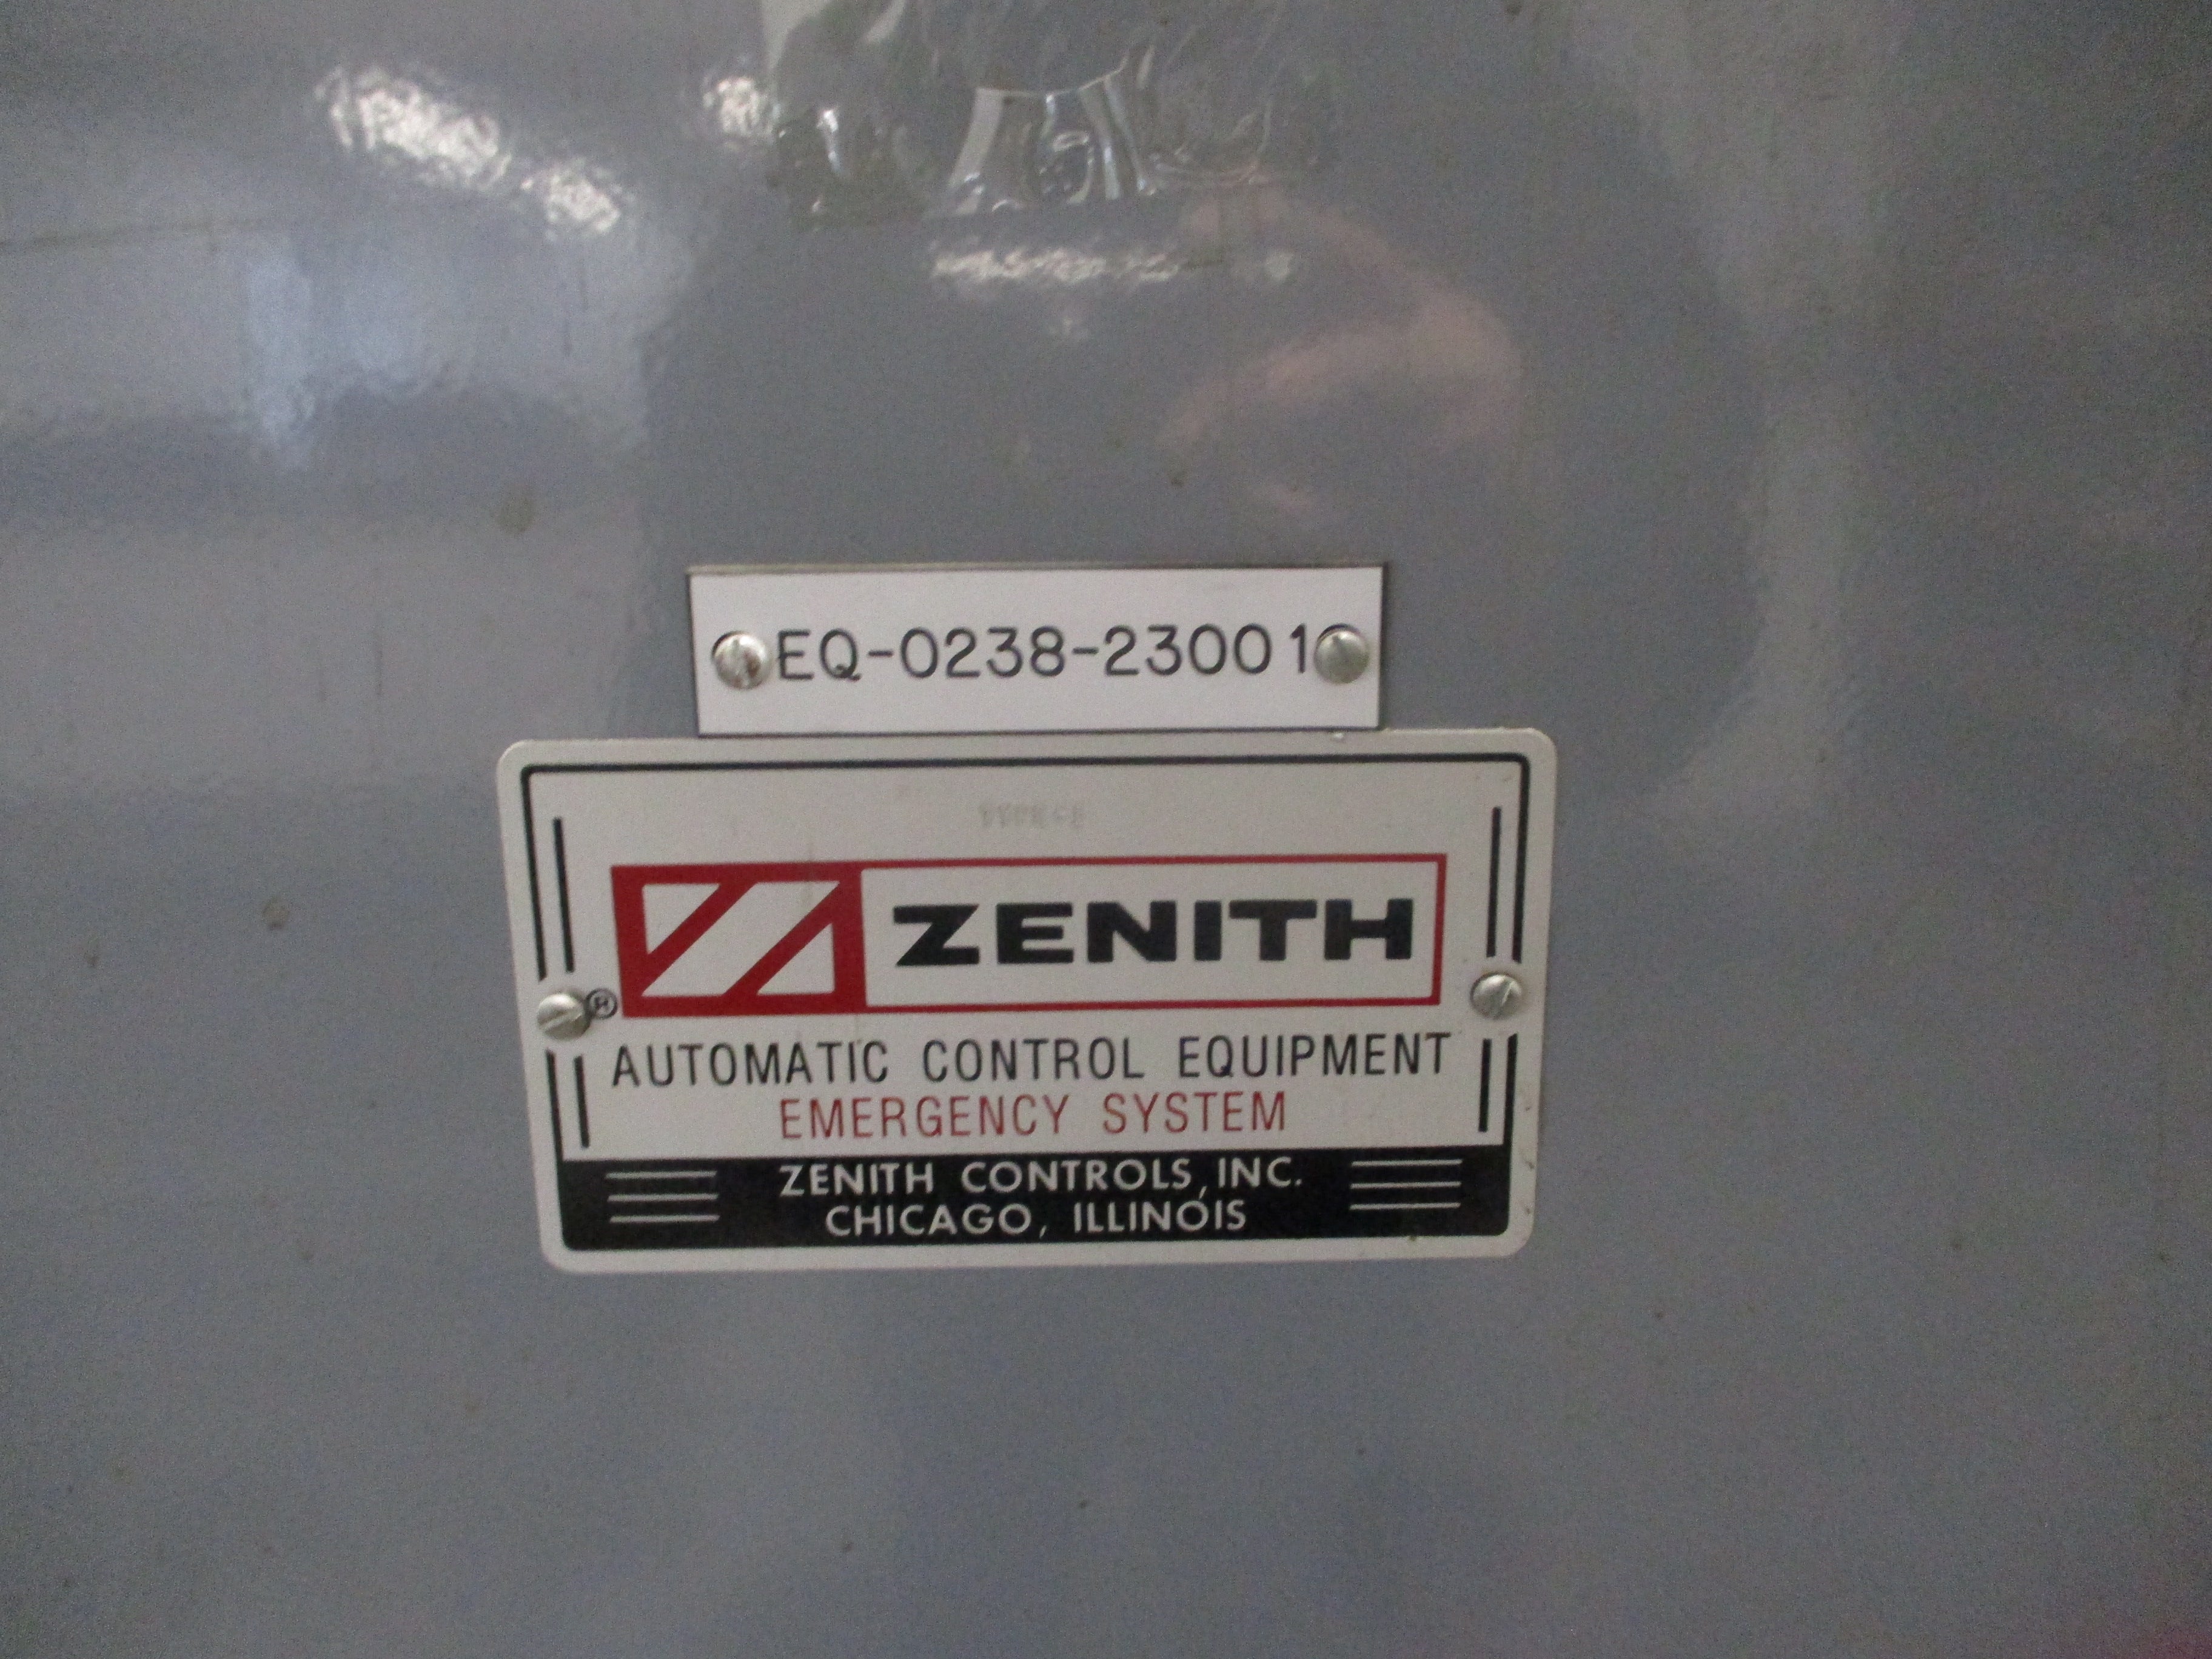 EQ-0238-23001
ZENITH
®
AUTOMATIC CONTROL EQUIPMENT
EMERGENCY SYSTEM
ZENITH CONTROLS, INC.
CHICAGO, ILLINOIS